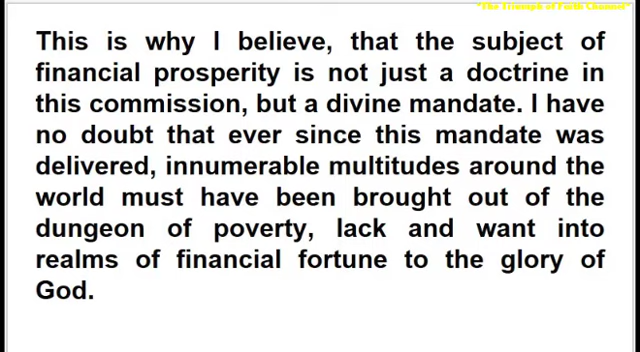 "The Triumph of Faith Channel"
This is why I believe, that the subject of
financial prosperity is not just a doctrine in
this commission, but a divine mandate. I have
no doubt that ever since this mandate was
delivered, innumerable multitudes around the
world must have been brought out of the
dungeon of poverty, lack and want into
realms of financial fortune to the glory of
God.